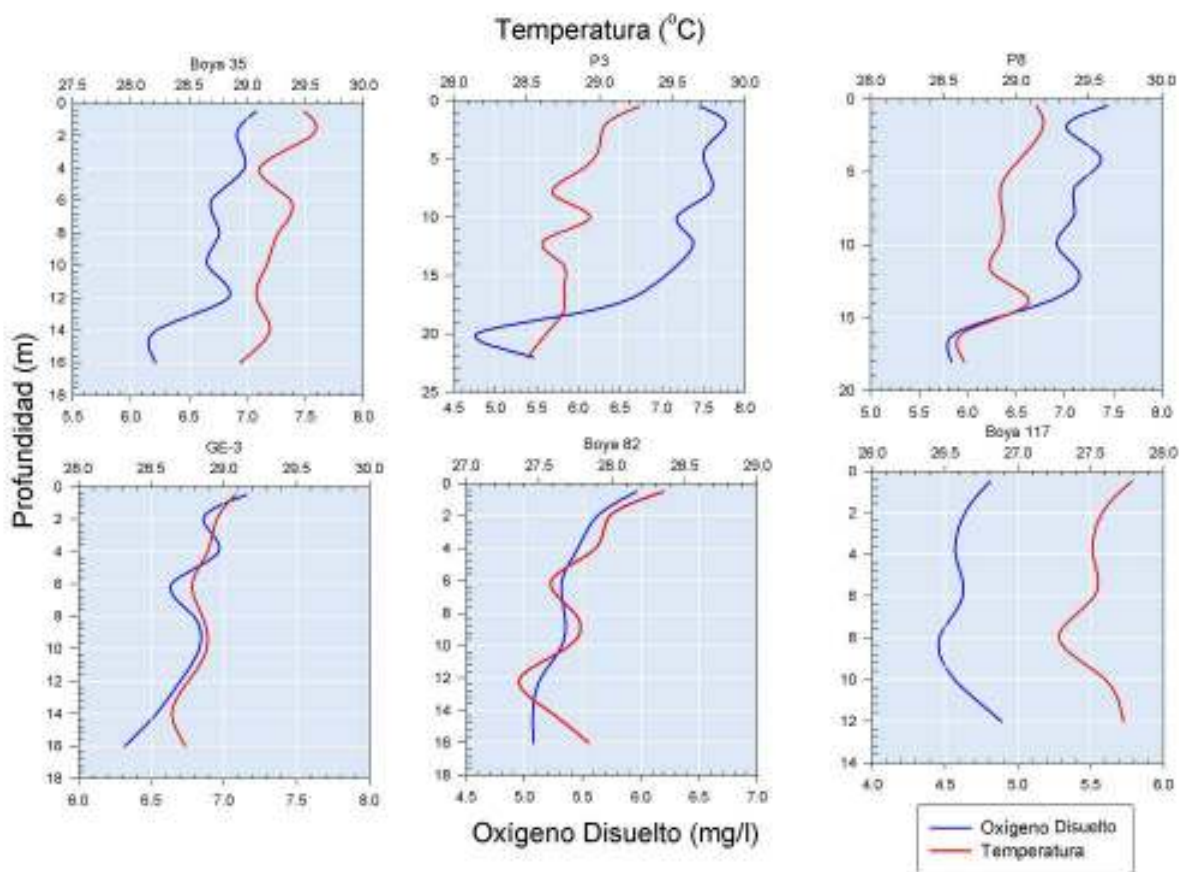 Temperatura (⁰C)
Boya 35
27.5 28.0 28.5 29.0 29.5 30.0
0
2
4
6
8
10
12
14
16
18
5.5 6.0 6.5 7.0 7.5 8.0
P3
28.0 28.5 29.0 29.5 30.0
0
5
10
15
20
25
4.5 5.0 5.5 6.0 6.5 7.0 7.5 8.0
P8
28.0 28.5 29.0 29.5 30.0
0
5
10
15
20
5.0 5.5 6.0 6.5 7.0 7.5 8.0
Profundidad (m)
GE-3
28.0 28.5 29.0 29.5 30.0
0
2
4
6
8
10
12
14
16
18
6.0 6.5 7.0 7.5 8.0
Boya 82
27.0 27.5 28.0 28.5 29.0
0
2
4
6
8
10
12
14
16
18
4.5 5.0 5.5 6.0 6.5 7.0
Boya 117
26.0 26.5 27.0 27.5 28.0
0
2
4
6
8
10
12
14
4.0 4.5 5.0 5.5 6.0
Oxígeno Disuelto (mg/l)
Oxígeno Disuelto
Temperatura